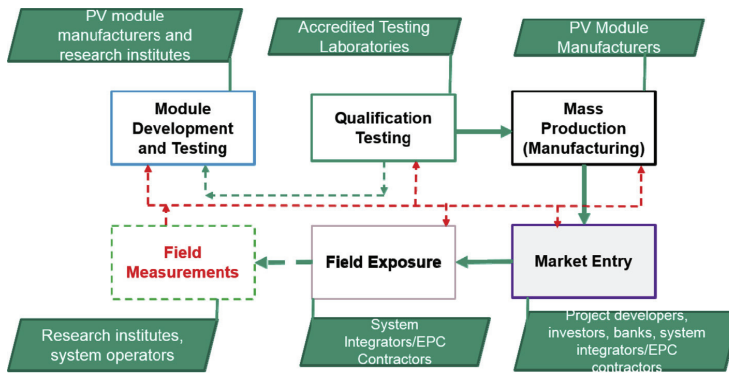 PV module
manufacturers and
research institutes
Accredited Testing
Laboratories
PV Module
Manufacturers
Module
Development
and Testing
Qualification
Testing
Mass
Production
(Manufacturing)
Field
Measurements
Field Exposure
Market Entry
Research institutes,
system operators
System
Integrators/EPC
Contractors
Project developers,
investors, banks, system
integrators/EPC
contractors